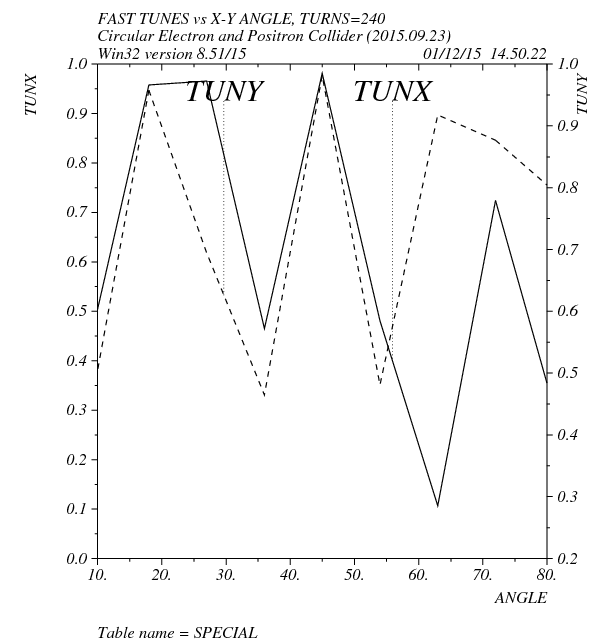 FAST TUNES vs X-Y ANGLE, TURNS=240
Circular Electron and Positron Collider (2015.09.23)
Win32 version 8.51/15 01/12/15 14.50.22
TUNX
TUNY
1.0
0.9
0.8
0.7
0.6
0.5
0.4
0.3
0.2
0.1
0.0
TUNY TUNX
1.0
0.9
0.8
0.7
0.6
0.5
0.4
0.3
0.2
10. 20. 30. 40. 50. 60. 70. 80.
ANGLE
Table name = SPECIAL